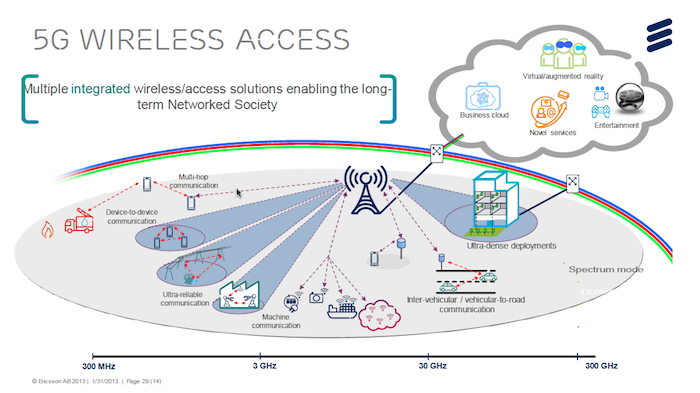 5G WIRELESS ACCESS
Multiple integrated wireless/access solutions enabling the long-
term Networked Society
Virtual/augmented reality
Business cloud
Novel services
Entertainment
Multi-hop
communication
Device-to-device
communication
Ultra-reliable
communication
Machine
communication
Ultra-dense deployments
Inter-vehicular / vehicular-to-road
communication
Spectrum mode
300 MHz
3 GHz
30 GHz
300 GHz
© Ericsson AB 2013 | 1/31/2013 | Page 29 (14)